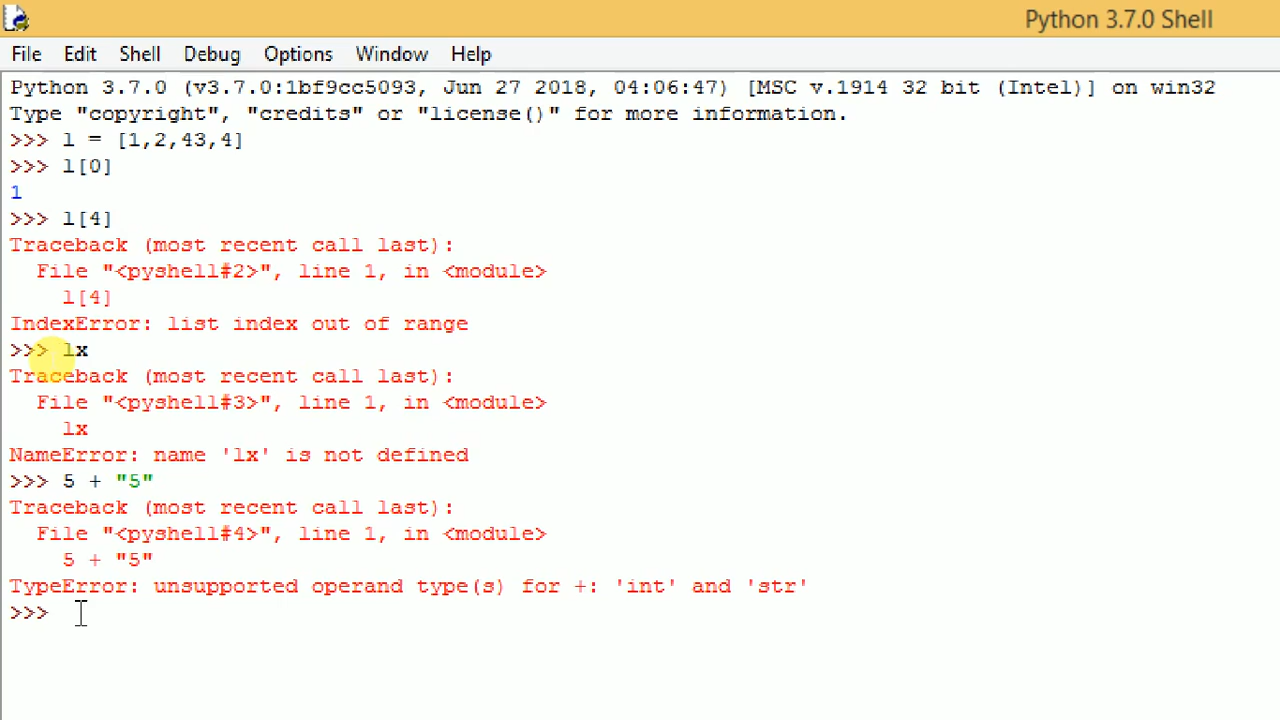 Python 3.7.0 Shell
File Edit Shell Debug Options Window Help
Python 3.7.0 (v3.7.0:1bf9cc5093, Jun 27 2018, 04:06:47) [MSC v.1914 32 bit (Intel)] on win32
Type "copyright", "credits" or "license()" for more information.
>>> l = [1,2,43,4]
>>> l[0]
1
>>> l[4]
Traceback (most recent call last):
  File "<pyshell#2>", line 1, in <module>
    l[4]
IndexError: list index out of range
>>> lx
Traceback (most recent call last):
  File "<pyshell#3>", line 1, in <module>
    lx
NameError: name 'lx' is not defined
>>> 5 + "5"
Traceback (most recent call last):
  File "<pyshell#4>", line 1, in <module>
    5 + "5"
TypeError: unsupported operand type(s) for +: 'int' and 'str'
>>>